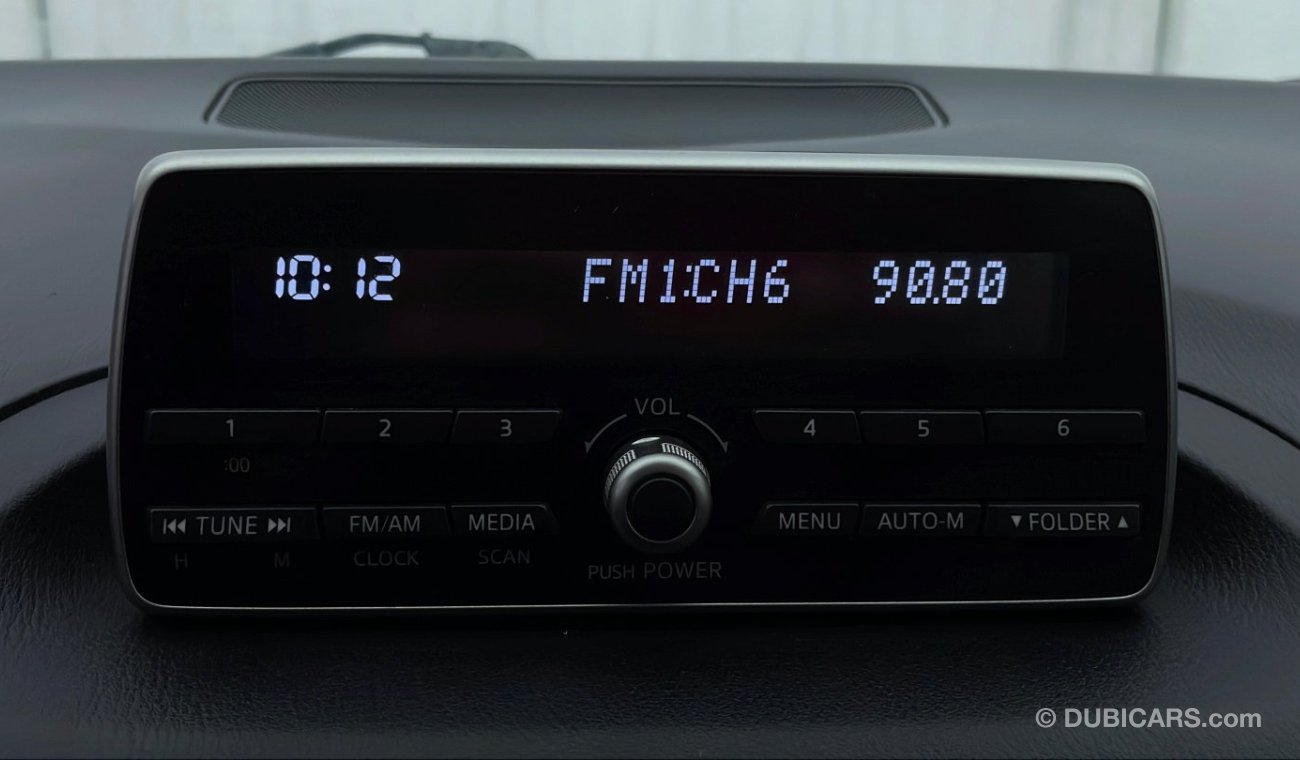 10:12 FM1:CH6 90.80
VOL
1 2 3 4 5 6
:00
⏮ TUNE ⏭ FM/AM MEDIA MENU AUTO-M ▼ FOLDER ▲
H M CLOCK SCAN
PUSH POWER
© DUBICARS.com